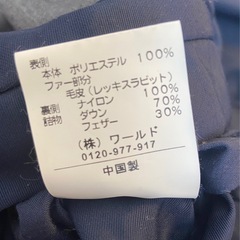 表側
本体 ポリエステル 100%
ファー部分
毛皮(レッキスラビット)
裏側 ナイロン 100%
詰物 ダウン 70%
フェザー 30%
(株) ワールド
0120-977-917
中国製